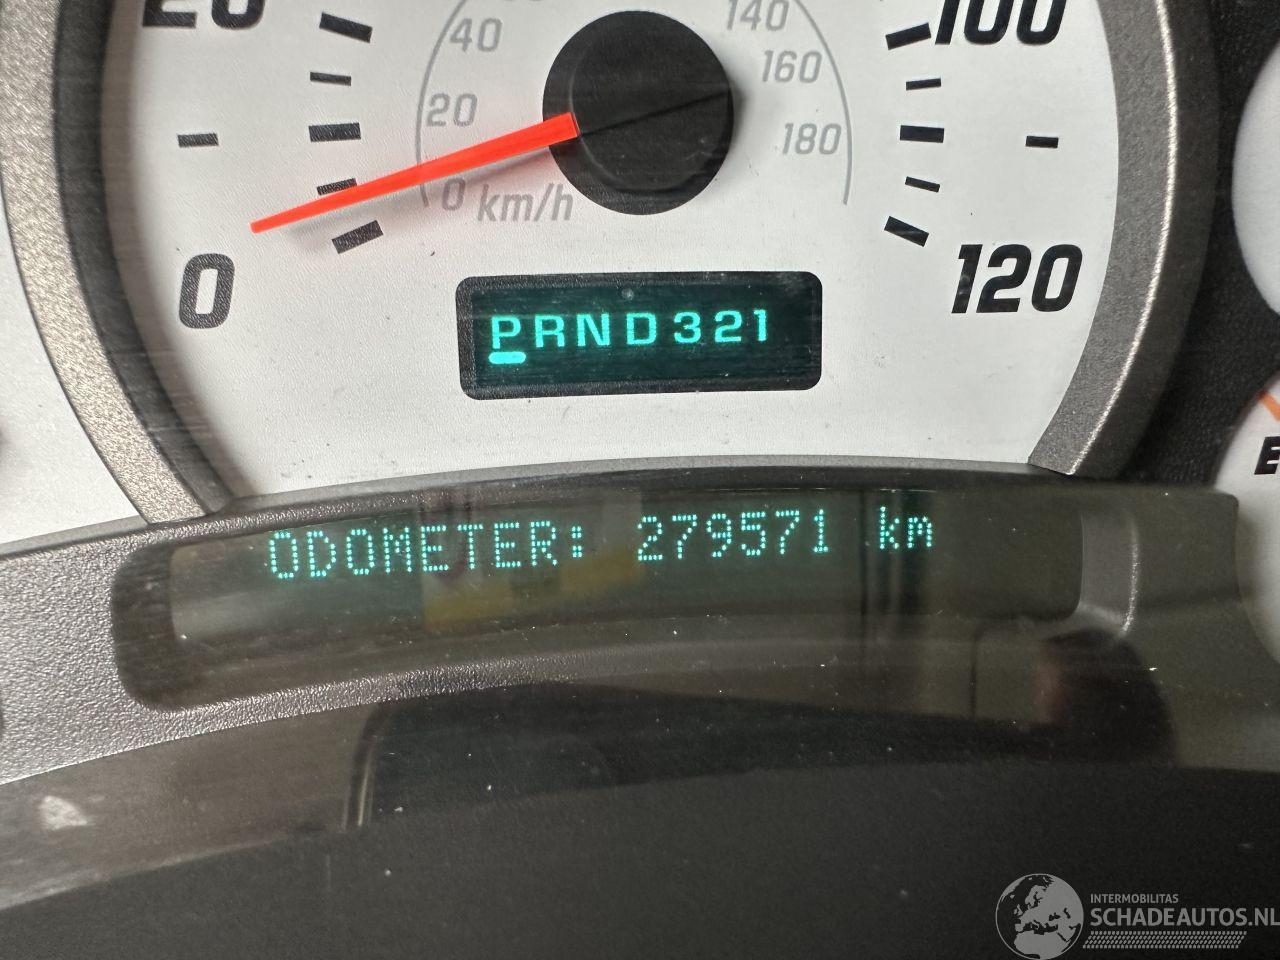 20
100
40
140
160
20
180
0 km/h
0
120
PRND321
E
ODOMETER: 279571 km
INTERMOBILITAS
SCHADEAUTOS.NL